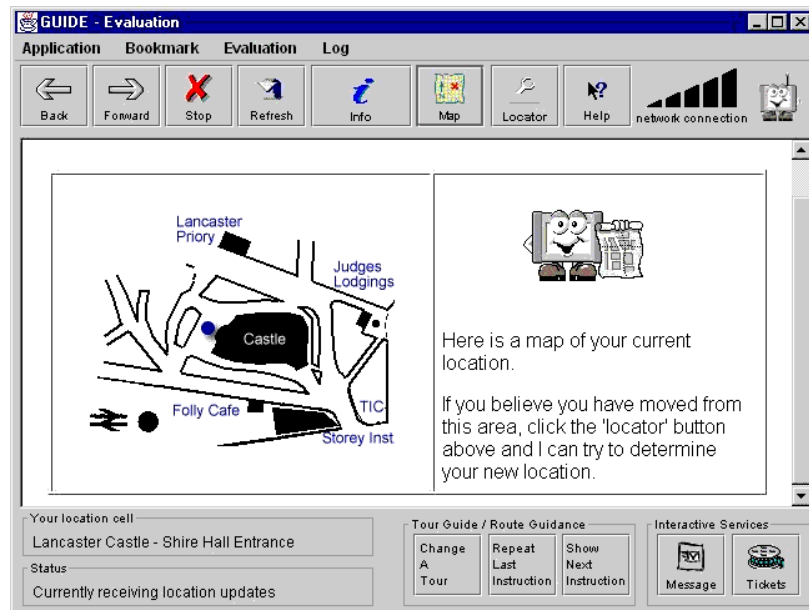 GUIDE - Evaluation
Application Bookmark Evaluation Log
Back Forward Stop Refresh Info Map Locator Help network connection
Lancaster
Priory
Judges
Lodgings
Castle
Folly Cafe
TIC
Storey Inst
Here is a map of your current
location.
If you believe you have moved from
this area, click the 'locator' button
above and I can try to determine
your new location.
Your location cell
Lancaster Castle - Shire Hall Entrance
Status
Currently receiving location updates
Tour Guide / Route Guidance
Change
A
Tour
Repeat
Last
Instruction
Show
Next
Instruction
Interactive Services
Message Tickets